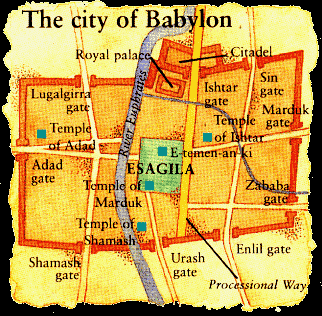 The city of Babylon
Royal palace
Citadel
Lugalgirra
gate
Ishtar
gate
Sin
gate
Marduk
gate
River Euphrates
Temple
of Adad
Temple
of Ishtar
Adad
gate
E-temen-an-ki
ESAGILA
Temple of
Marduk
Zababa
gate
Temple of
Shamash
Shamash
gate
Urash
gate
Enlil gate
Processional Way